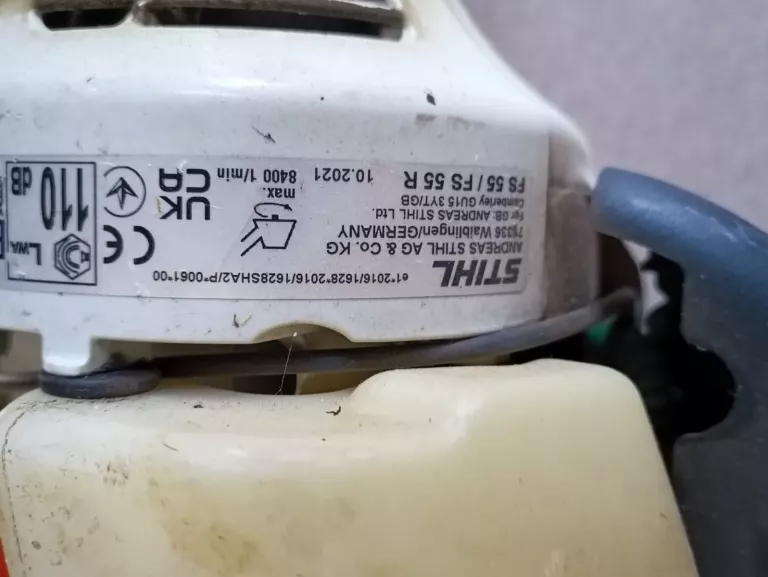 STIHL
e1*2016/1628*2016/1628SHA2/P*0061*00
ANDREAS STIHL AG & Co. KG
71336 Waiblingen/GERMANY
For GB: ANDREAS STIHL Ltd.
Camberley GU15 3YT/GB
FS 55 / FS 55 R
max.
8400 1/min
10.2021
CE
UK
CA
LWA
110 dB